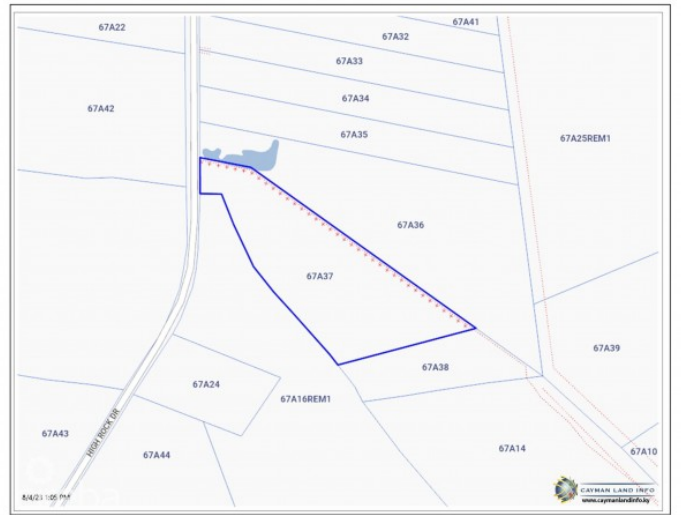 67A41
67A22
67A32
67A33
67A34
67A42
67A35
67A25REM1
67A36
67A37
67A39
67A38
67A24
67A16REM1
HIGH ROCK DR
67A43
67A44
67A14
67A10
8/4/23 1:05 PM
CAYMAN LAND INFO
www.caymanlandinfo.ky